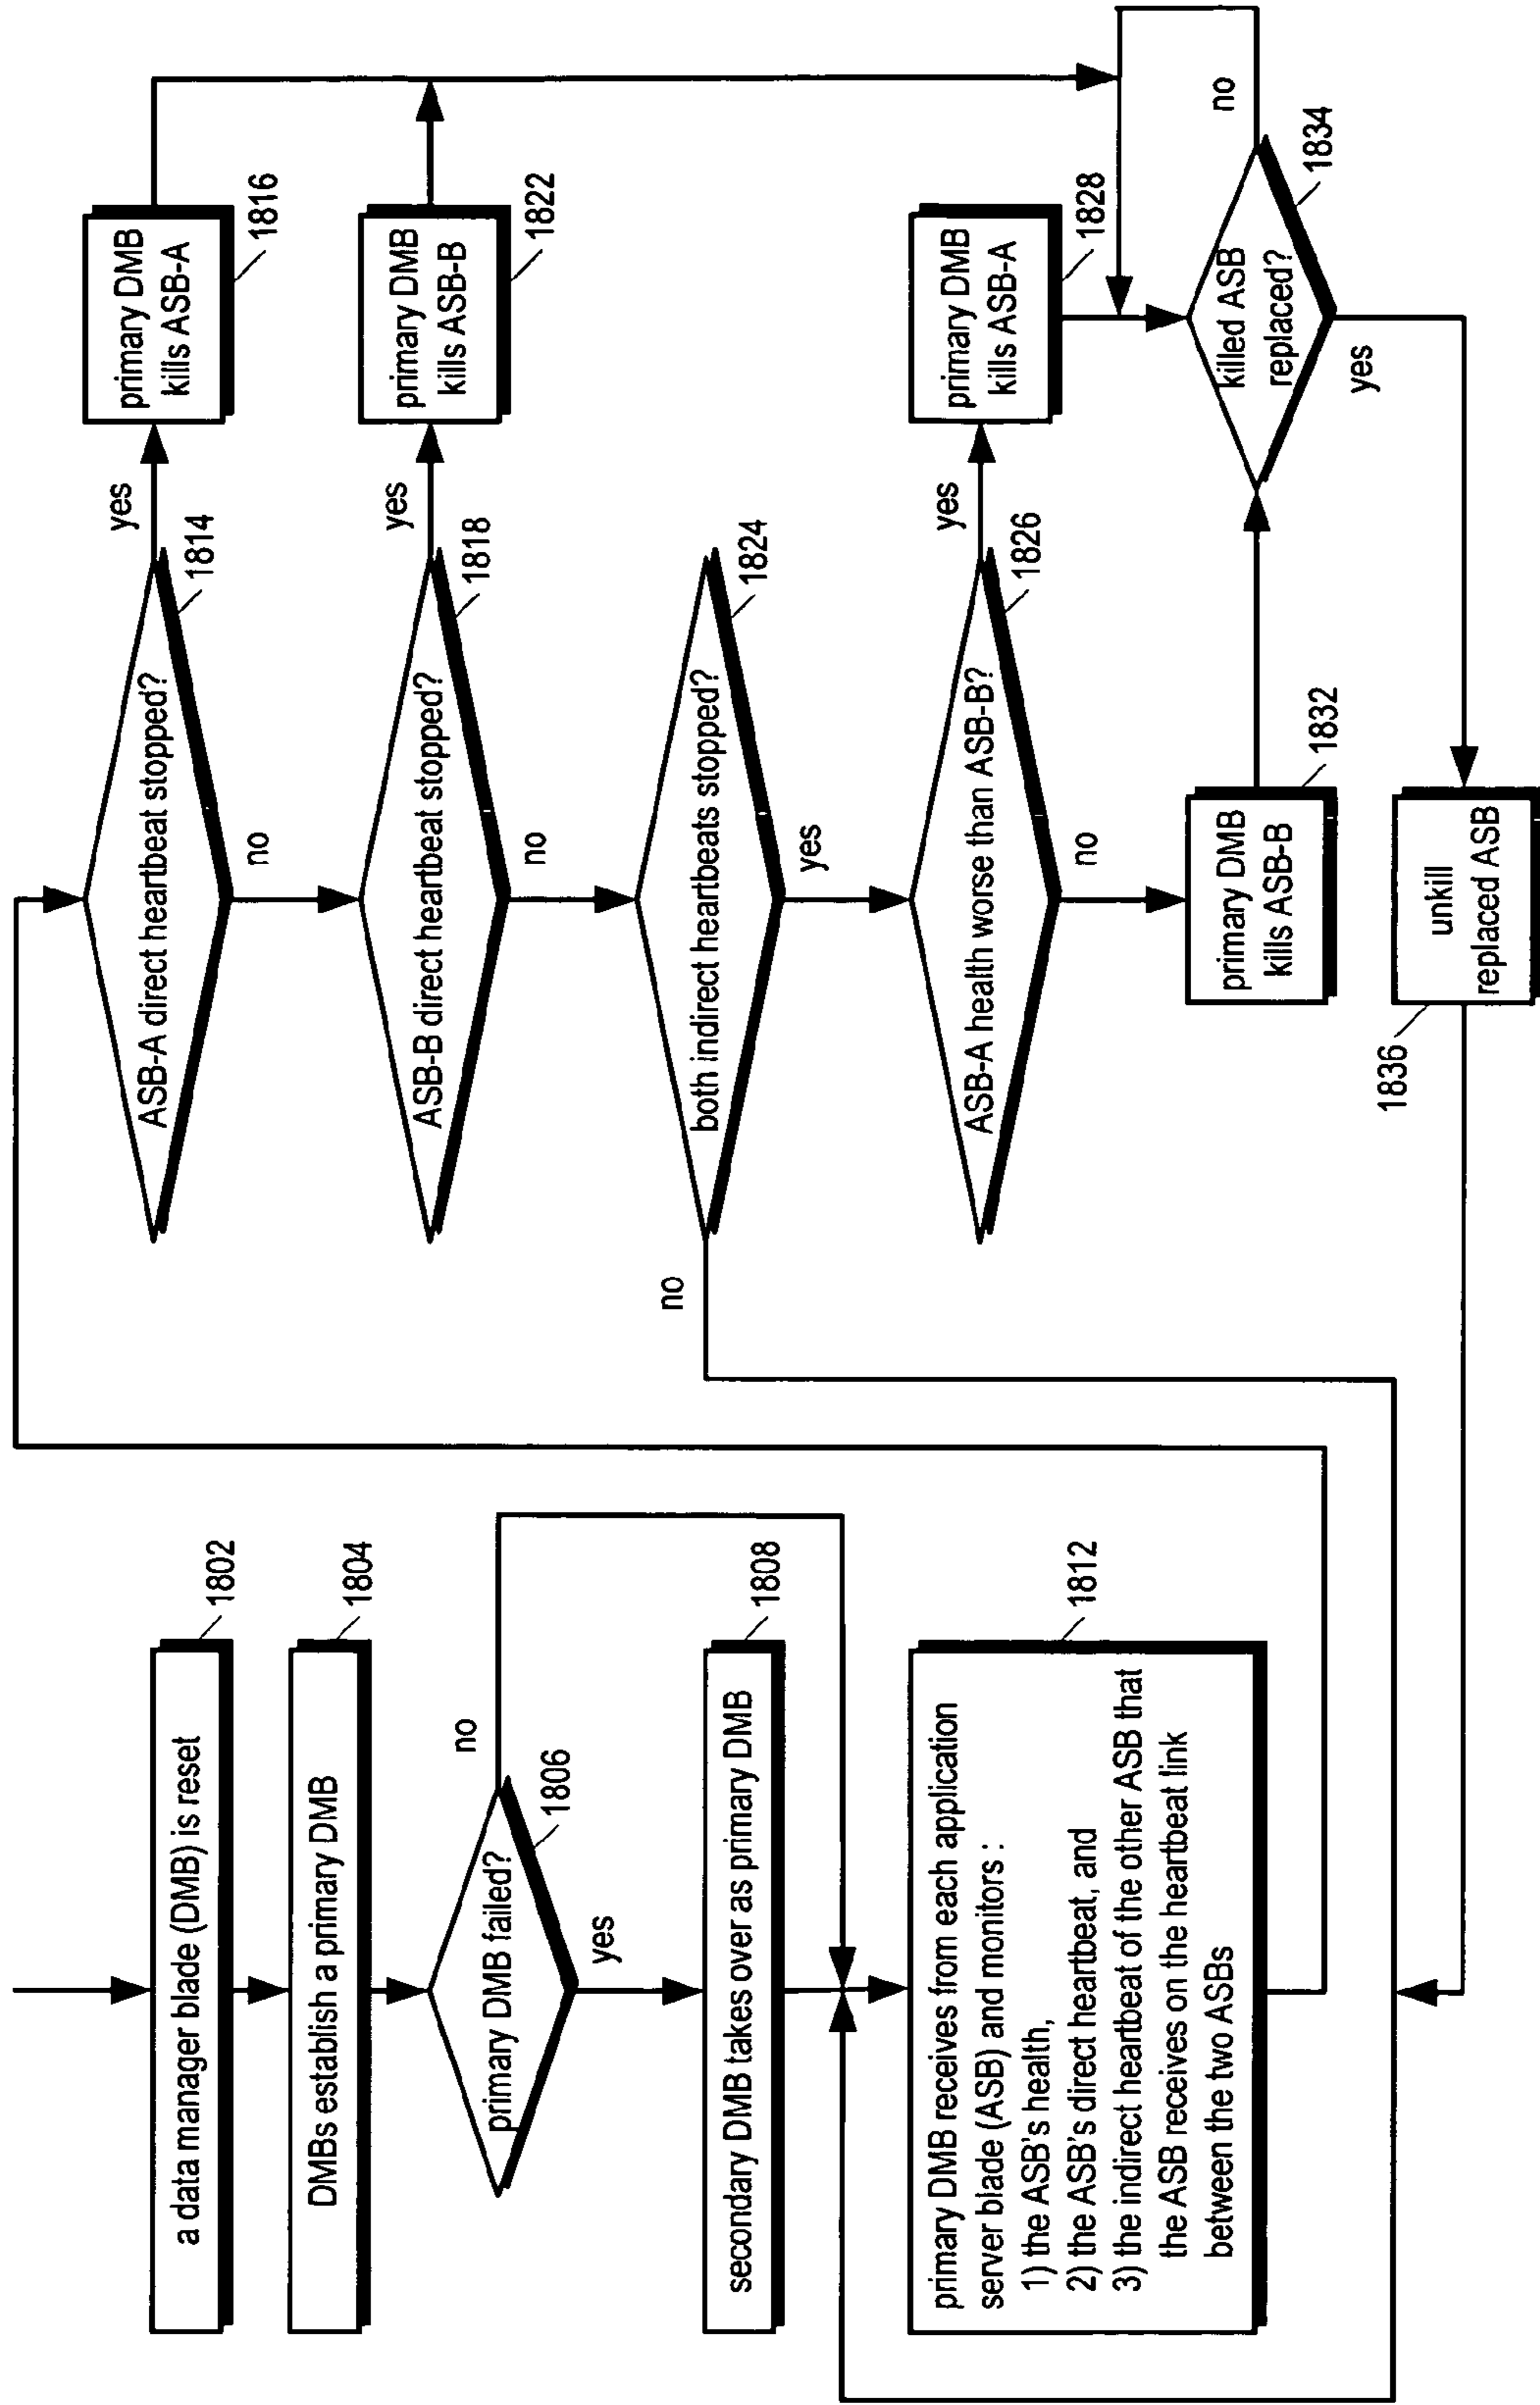 a data manager blade (DMB) is reset
1802
DMBs establish a primary DMB
1804
primary DMB failed?
1806
no
yes
secondary DMB takes over as primary DMB
1808
primary DMB receives from each application
server blade (ASB) and monitors :
1) the ASB's health,
2) the ASB's direct heartbeat, and
3) the indirect heartbeat of the other ASB that
the ASB receives on the heartbeat link
between the two ASBs
1812
ASB-A direct heartbeat stopped?
1814
yes
no
primary DMB
kills ASB-A
1816
ASB-B direct heartbeat stopped?
1818
yes
no
primary DMB
kills ASB-B
1822
both indirect heartbeats stopped?
1824
no
yes
ASB-A health worse than ASB-B?
1826
yes
no
primary DMB
kills ASB-A
1828
primary DMB
kills ASB-B
1832
killed ASB
replaced?
1834
no
yes
unkill
replaced ASB
1836